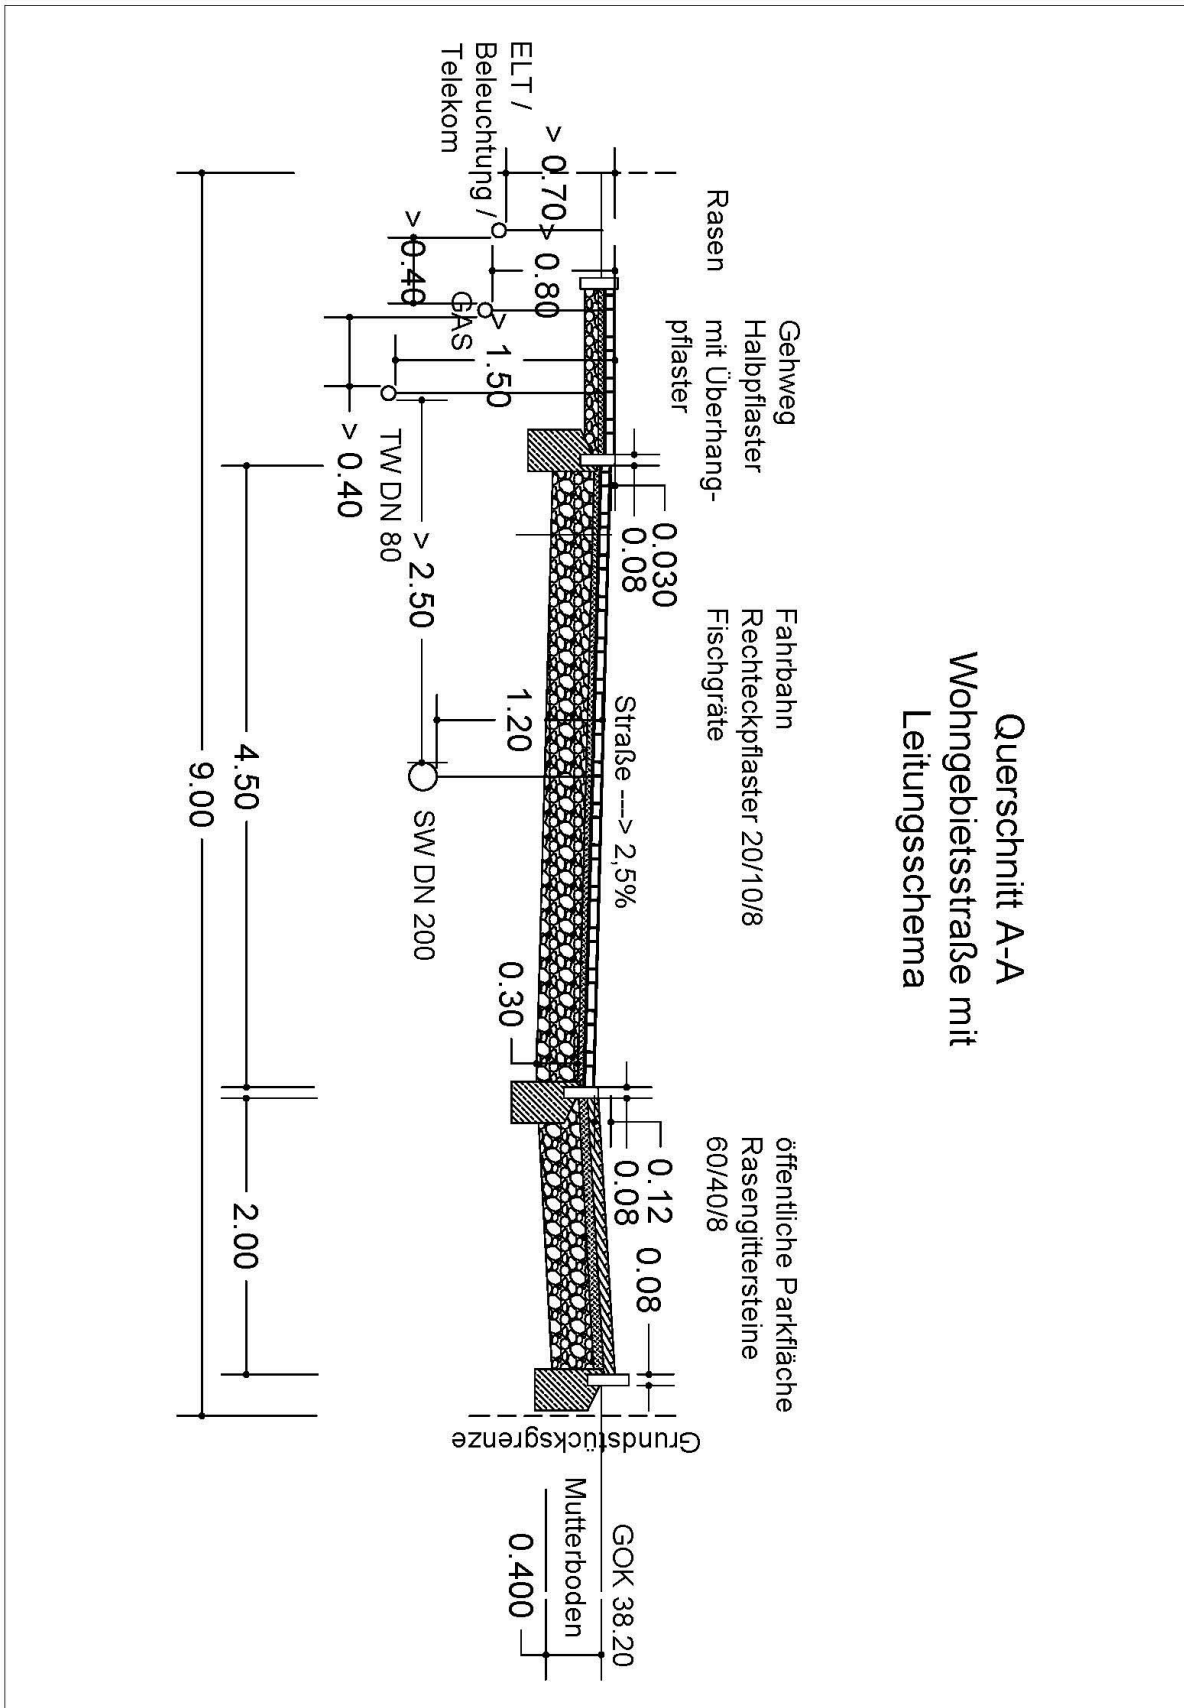 Querschnitt A-A
Wohngebietsstraße mit
Leitungsschema
Rasen
Gehweg
Halbpflaster
mit Überhang-
pflaster
Fahrbahn
Rechteckpflaster 20/10/8
Fischgräte
öffentliche Parkfläche
Rasengittersteine
60/40/8
0.030
0.08
Straße ---> 2,5%
0.12
0.08
0.08
GOK 38.20
Mutterboden
0.400
Grundstücksgrenze
> 0.70
> 0.80
> 1.50
1.20
0.30
ELT /
Beleuchtung /
Telekom
GAS
> 0.40
TW DN 80
> 0.40
> 2.50
SW DN 200
4.50
2.00
9.00